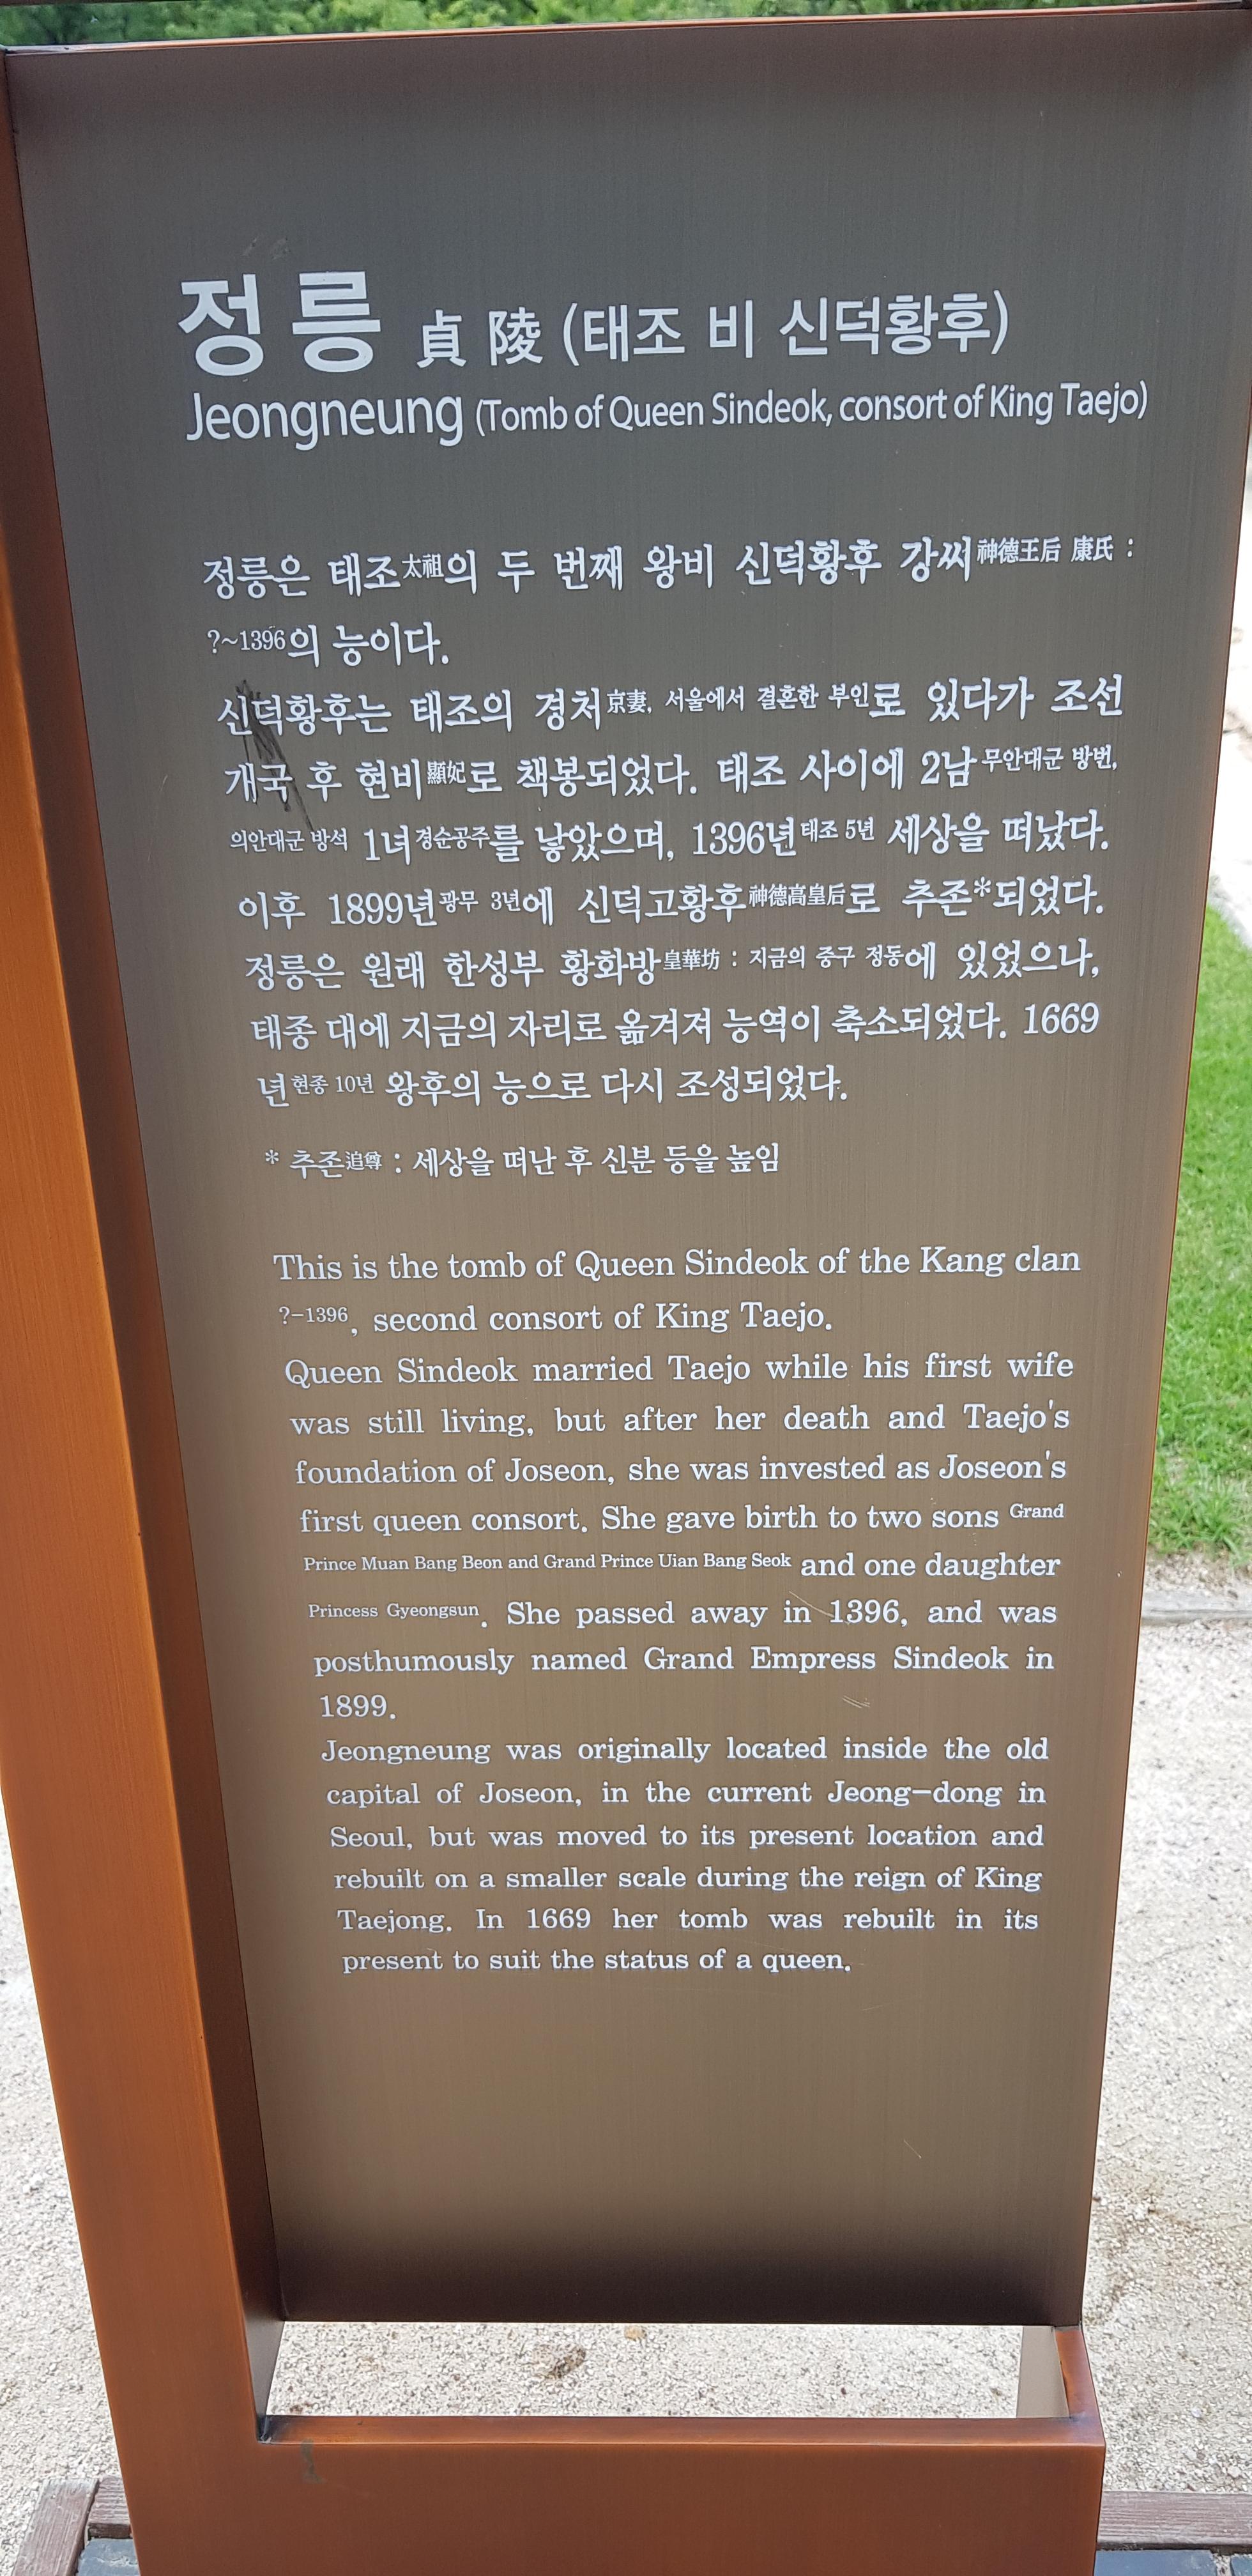 정릉 貞陵 (태조 비 신덕황후)
Jeongneung (Tomb of Queen Sindeok, consort of King Taejo)
정릉은 태조太祖의 두 번째 왕비 신덕황후 강씨神德王后 康氏 :
?~1396의 능이다.
신덕황후는 태조의 경처京妻, 서울에서 결혼한 부인로 있다가 조선
개국 후 현비顯妃로 책봉되었다. 태조 사이에 2남무안대군 방번,
의안대군 방석 1녀경순공주를 낳았으며, 1396년태조 5년 세상을 떠났다.
이후 1899년광무 3년에 신덕고황후神德高皇后로 추존*되었다.
정릉은 원래 한성부 황화방皇華坊 : 지금의 중구 정동에 있었으나,
태종 대에 지금의 자리로 옮겨져 능역이 축소되었다. 1669
년현종 10년 왕후의 능으로 다시 조성되었다.
* 추존追尊 : 세상을 떠난 후 신분 등을 높임
This is the tomb of Queen Sindeok of the Kang clan
?-1396, second consort of King Taejo.
Queen Sindeok married Taejo while his first wife
was still living, but after her death and Taejo's
foundation of Joseon, she was invested as Joseon's
first queen consort. She gave birth to two sons Grand
Prince Muan Bang Beon and Grand Prince Uian Bang Seok and one daughter
Princess Gyeongsun. She passed away in 1396, and was
posthumously named Grand Empress Sindeok in
1899.
Jeongneung was originally located inside the old
capital of Joseon, in the current Jeong-dong in
Seoul, but was moved to its present location and
rebuilt on a smaller scale during the reign of King
Taejong. In 1669 her tomb was rebuilt in its
present to suit the status of a queen.